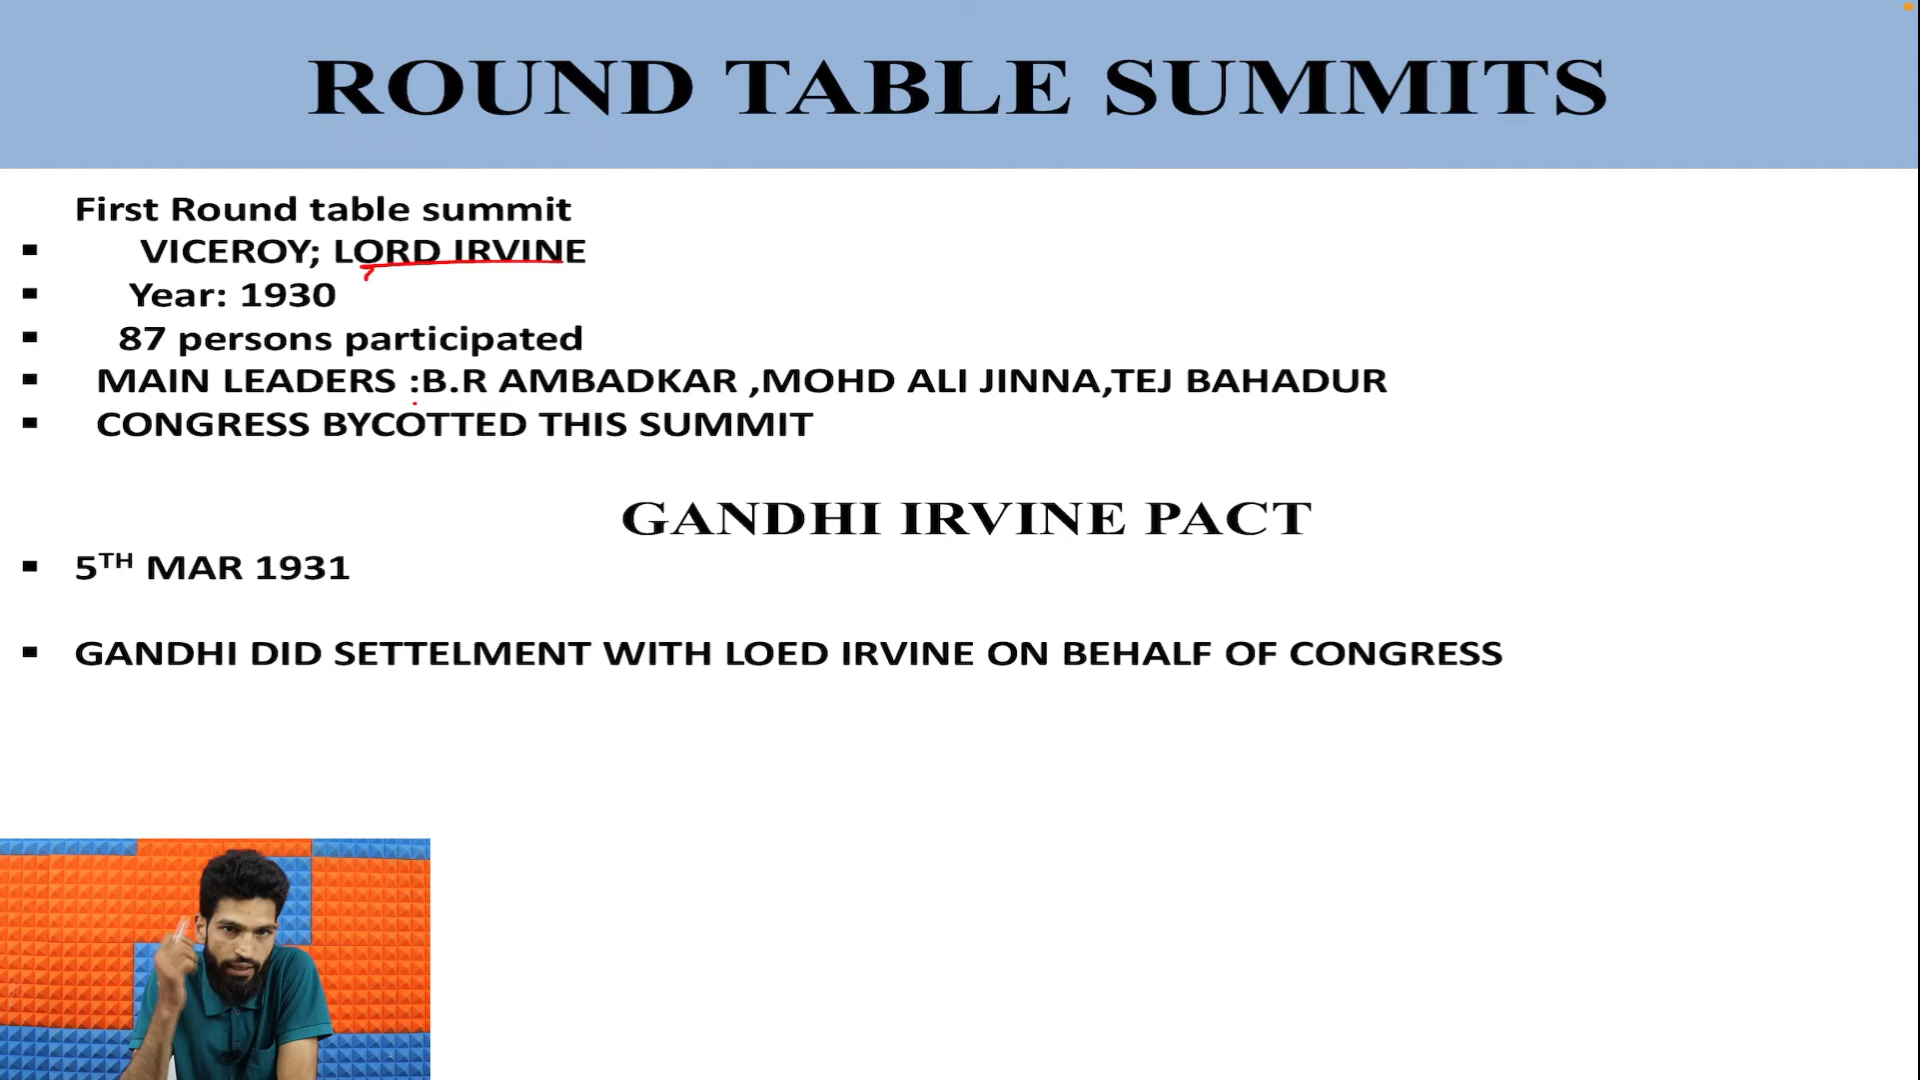 ROUND TABLE SUMMITS
First Round table summit
▪ VICEROY; LORD IRVINE
▪ Year: 1930
▪ 87 persons participated
▪ MAIN LEADERS :B.R AMBADKAR ,MOHD ALI JINNA,TEJ BAHADUR
▪ CONGRESS BYCOTTED THIS SUMMIT
GANDHI IRVINE PACT
▪ 5TH MAR 1931
▪ GANDHI DID SETTELMENT WITH LOED IRVINE ON BEHALF OF CONGRESS